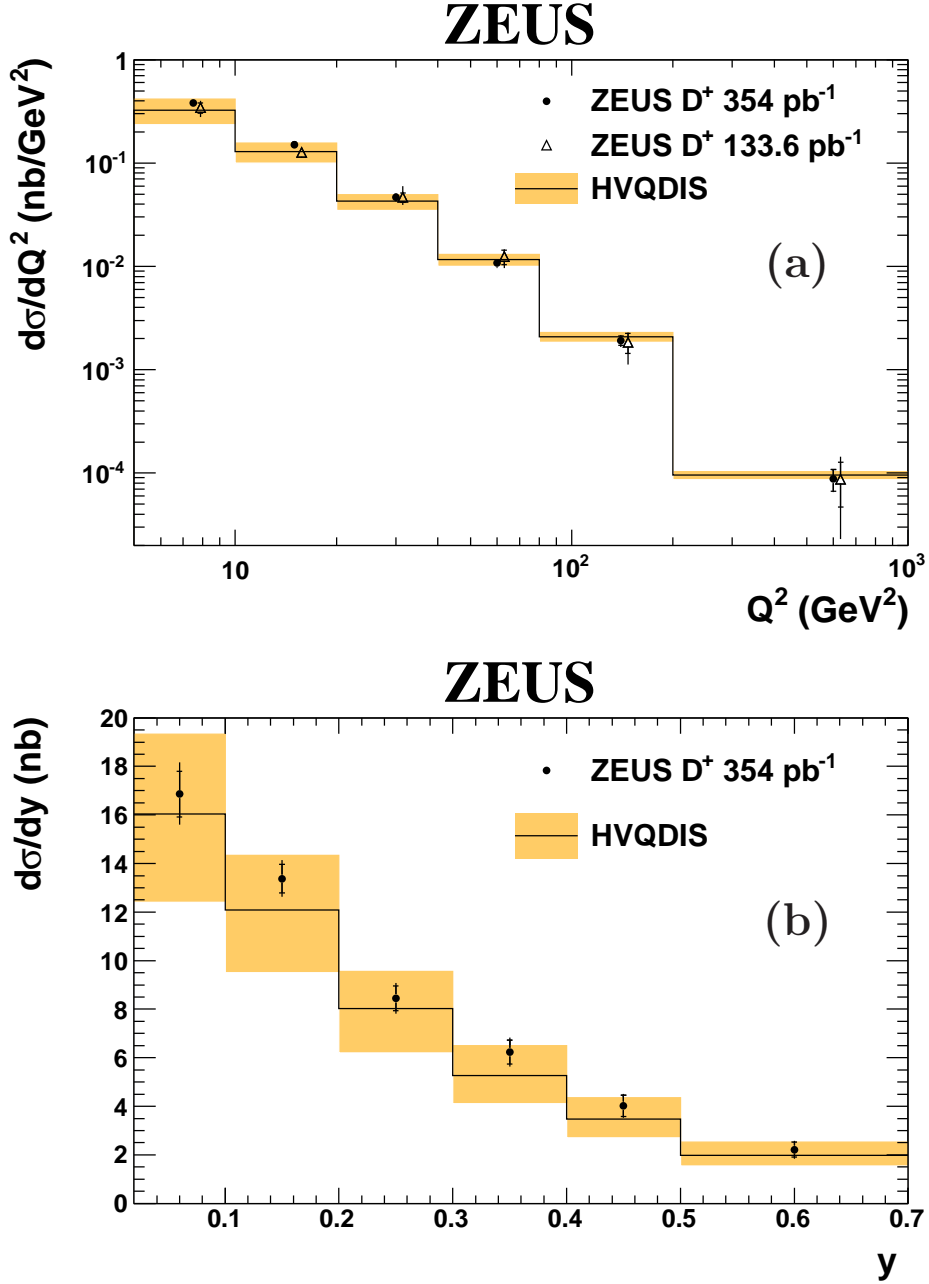 ZEUS
dσ/dQ² (nb/GeV²)
1
10⁻¹
10⁻²
10⁻³
10⁻⁴
ZEUS D⁺ 354 pb⁻¹
ZEUS D⁺ 133.6 pb⁻¹
HVQDIS
(a)
10 10² 10³
Q² (GeV²)
ZEUS
dσ/dy (nb)
20
18
16
14
12
10
8
6
4
2
0
ZEUS D⁺ 354 pb⁻¹
HVQDIS
(b)
0.1 0.2 0.3 0.4 0.5 0.6 0.7
y